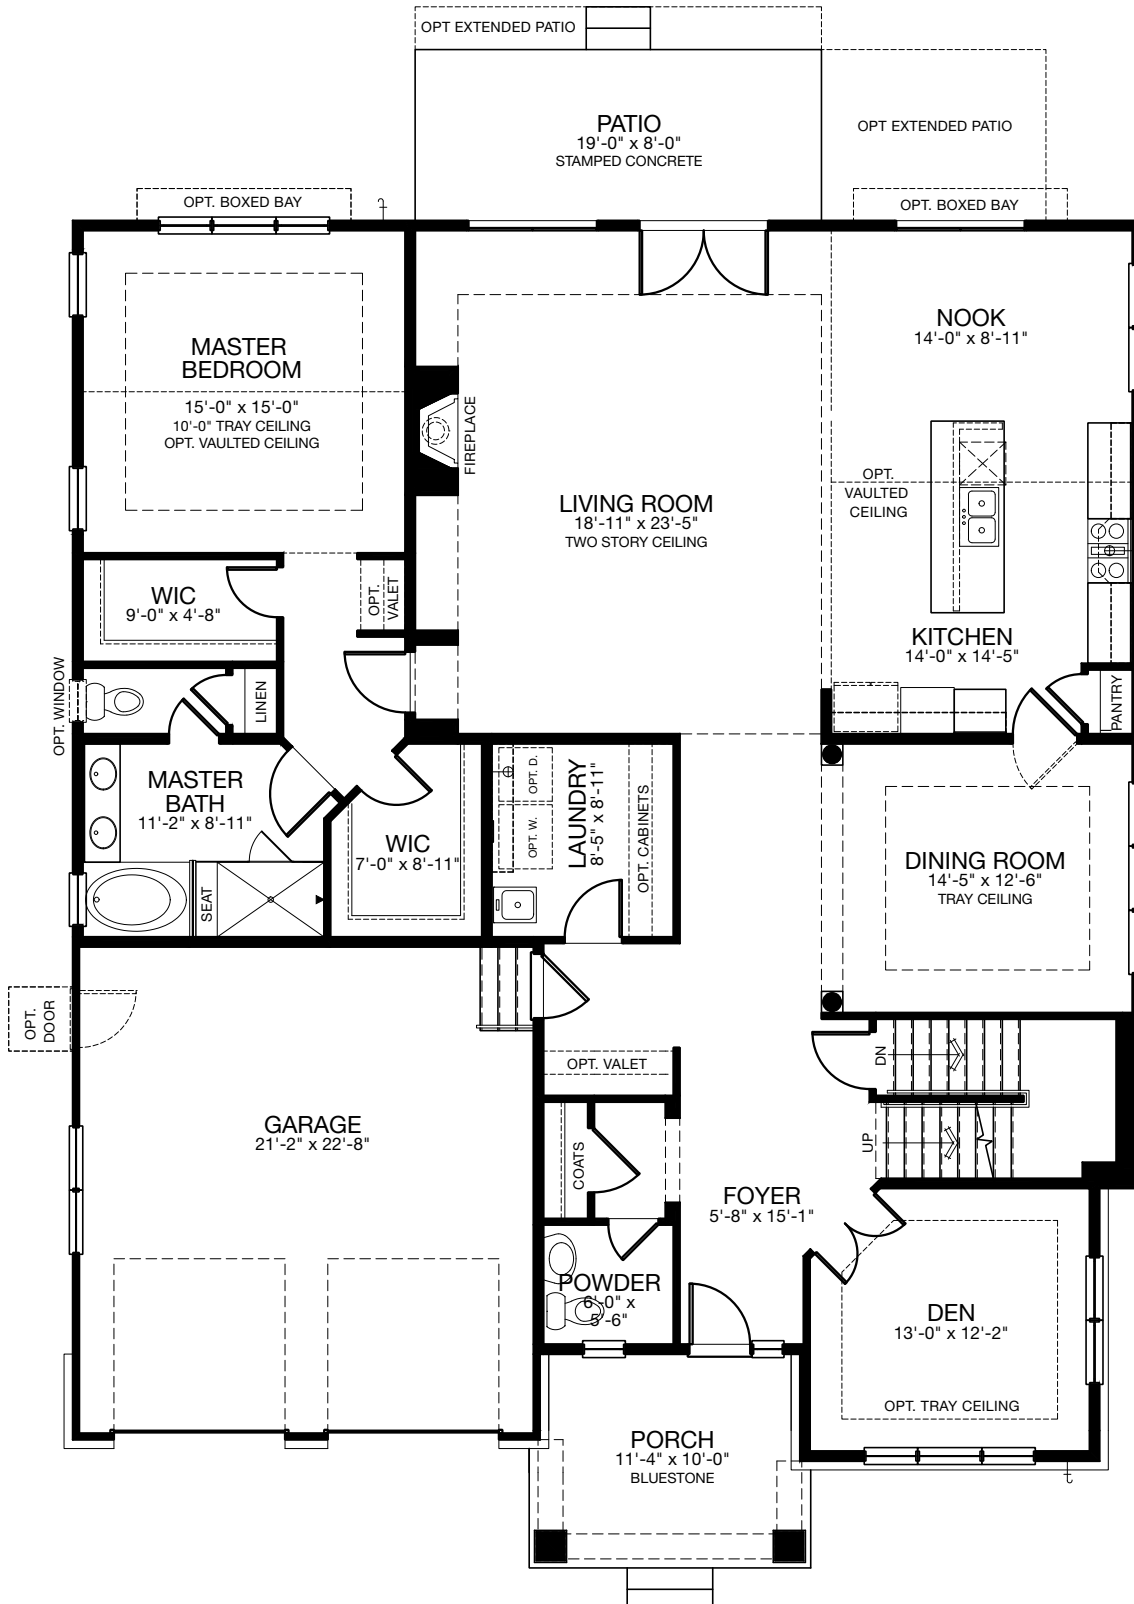 OPT EXTENDED PATIO
PATIO
19'-0" x 8'-0"
STAMPED CONCRETE
OPT EXTENDED PATIO
OPT. BOXED BAY
OPT. BOXED BAY
MASTER
BEDROOM
15'-0" x 15'-0"
10'-0" TRAY CEILING
OPT. VAULTED CEILING
FIREPLACE
LIVING ROOM
18'-11" x 23'-5"
TWO STORY CEILING
NOOK
14'-0" x 8'-11"
OPT.
VAULTED
CEILING
KITCHEN
14'-0" x 14'-5"
PANTRY
WIC
9'-0" x 4'-8"
OPT.
VALET
OPT. WINDOW
LINEN
MASTER
BATH
11'-2" x 8'-11"
SEAT
WIC
7'-0" x 8'-11"
OPT. D.
OPT. W.
LAUNDRY
8'-5" x 8'-11"
OPT. CABINETS
DINING ROOM
14'-5" x 12'-6"
TRAY CEILING
OPT.
DOOR
OPT. VALET
DN
UP
GARAGE
21'-2" x 22'-8"
COATS
FOYER
5'-8" x 15'-1"
POWDER
6'-0" x
5'-6"
DEN
13'-0" x 12'-2"
OPT. TRAY CEILING
PORCH
11'-4" x 10'-0"
BLUESTONE